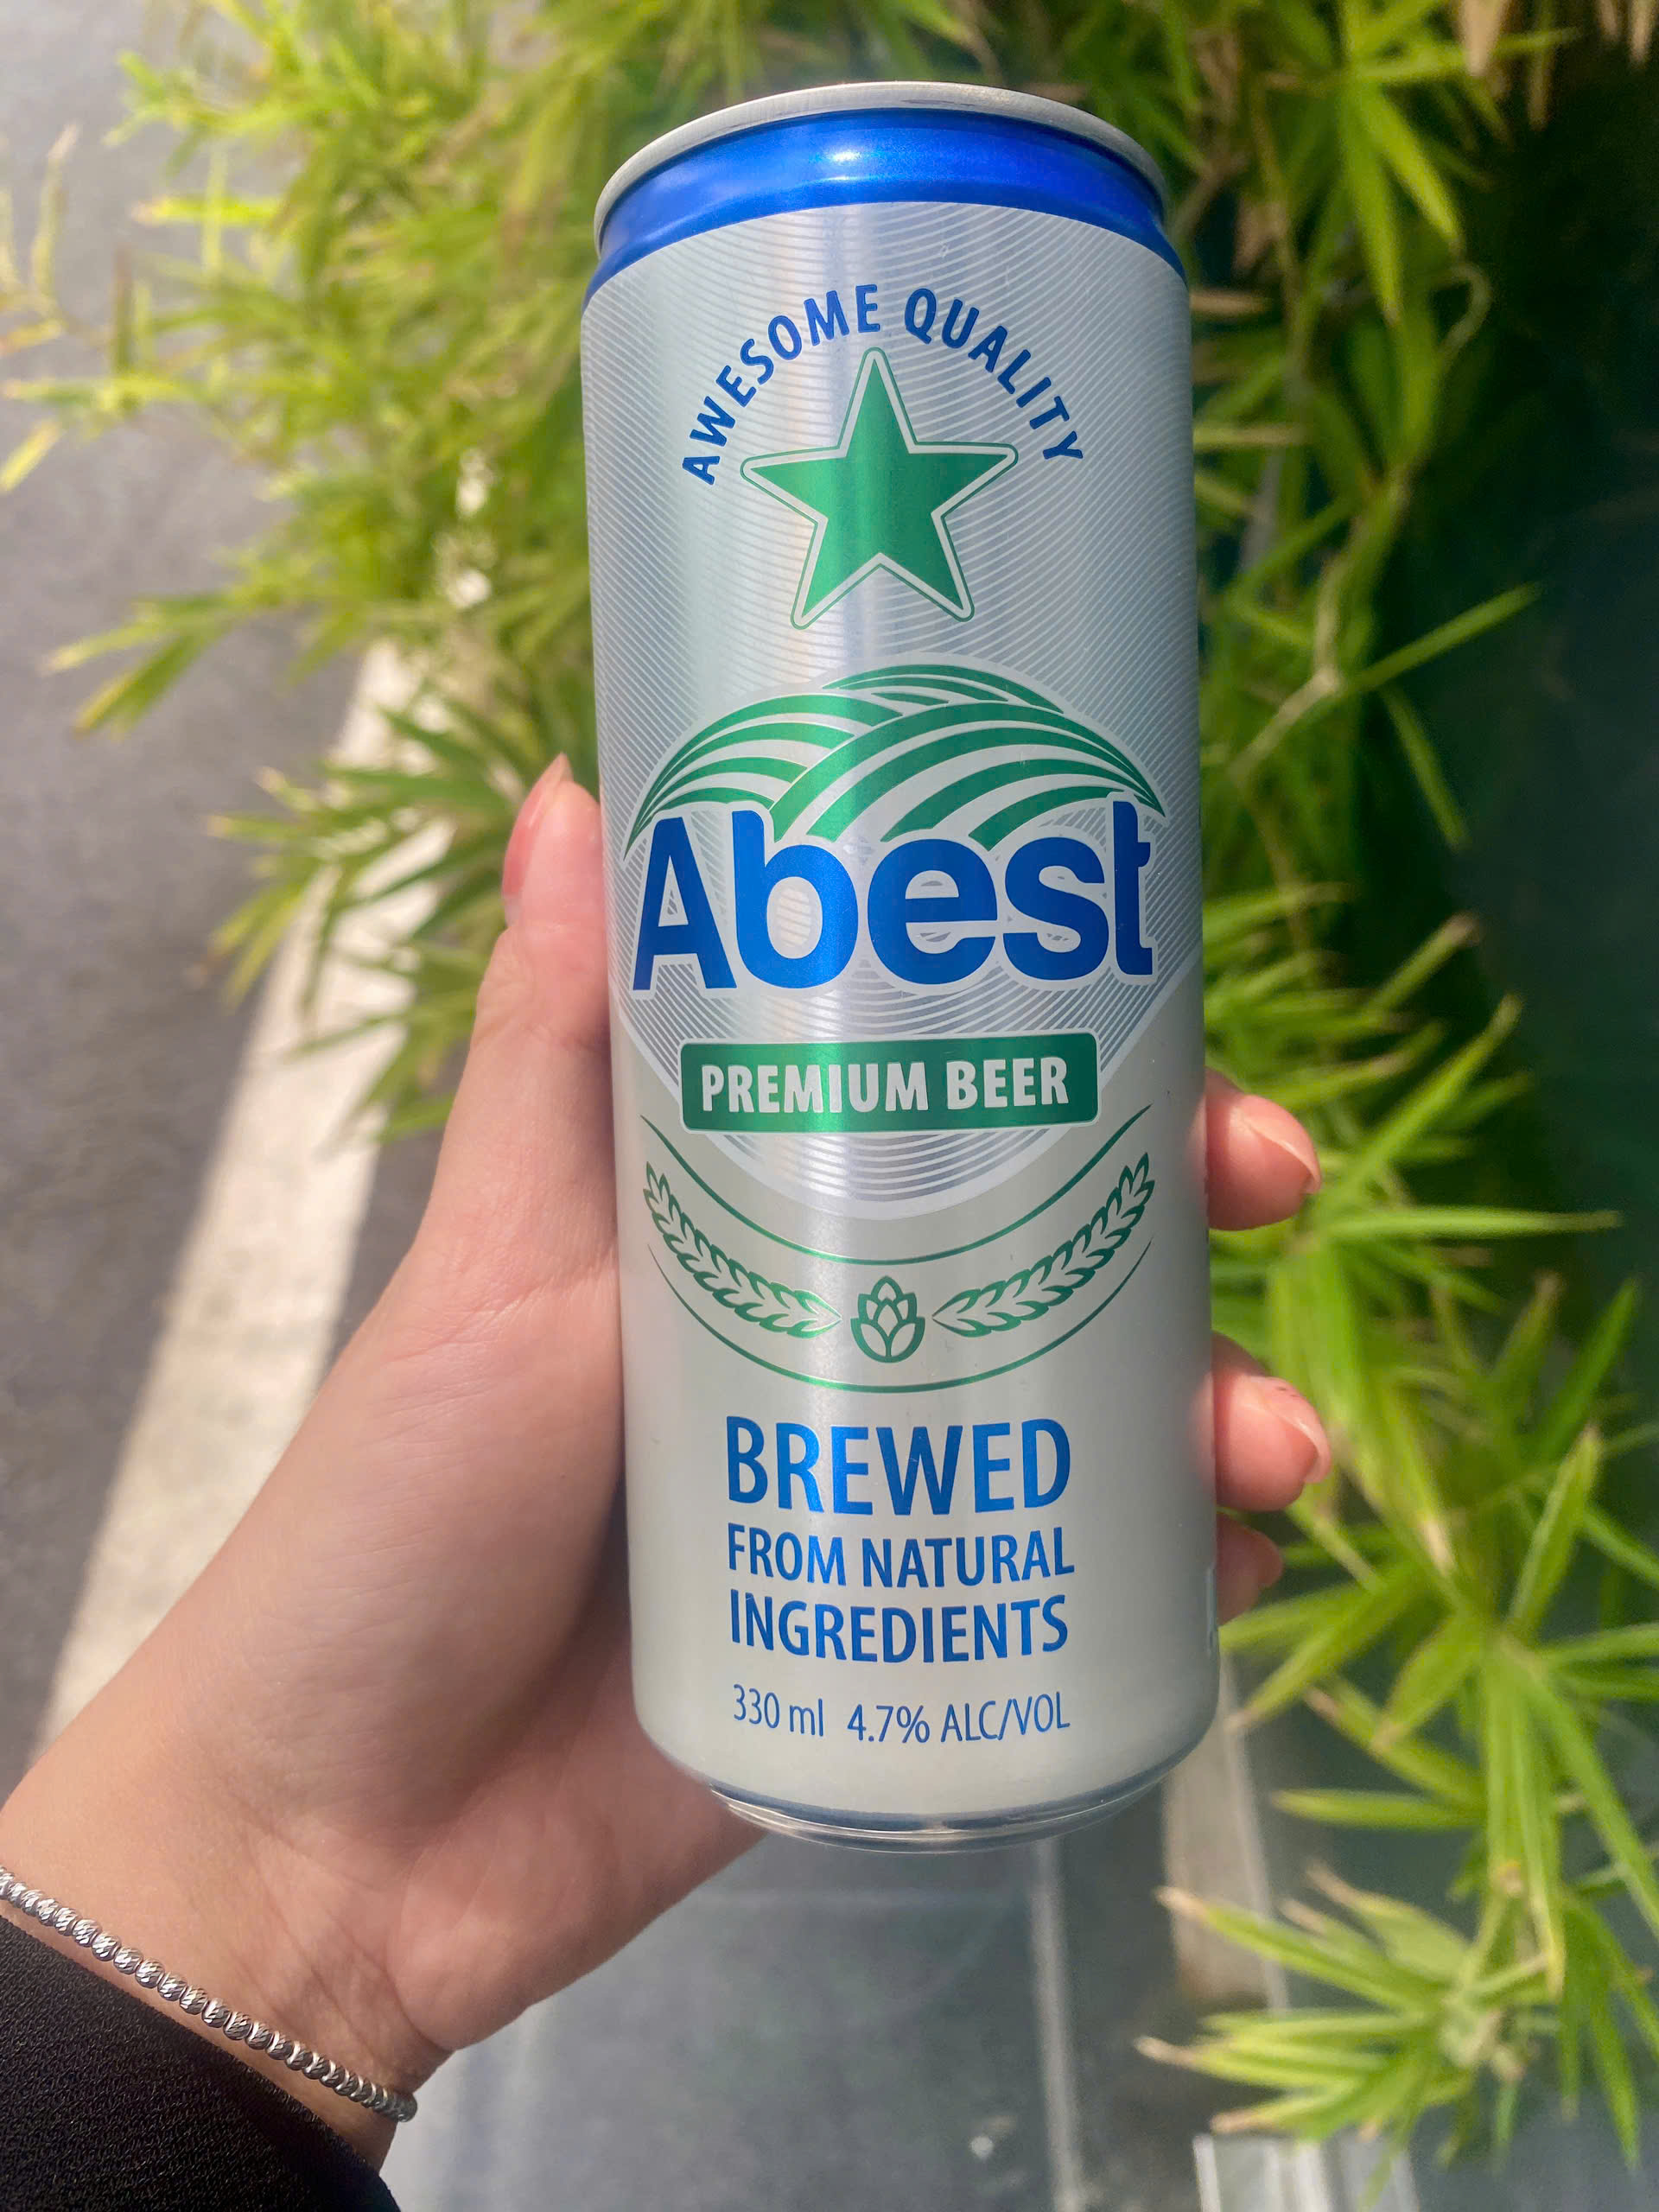 AWESOME QUALITY
Abest
PREMIUM BEER
BREWED
FROM NATURAL
INGREDIENTS
330 ml 4.7% ALC/VOL